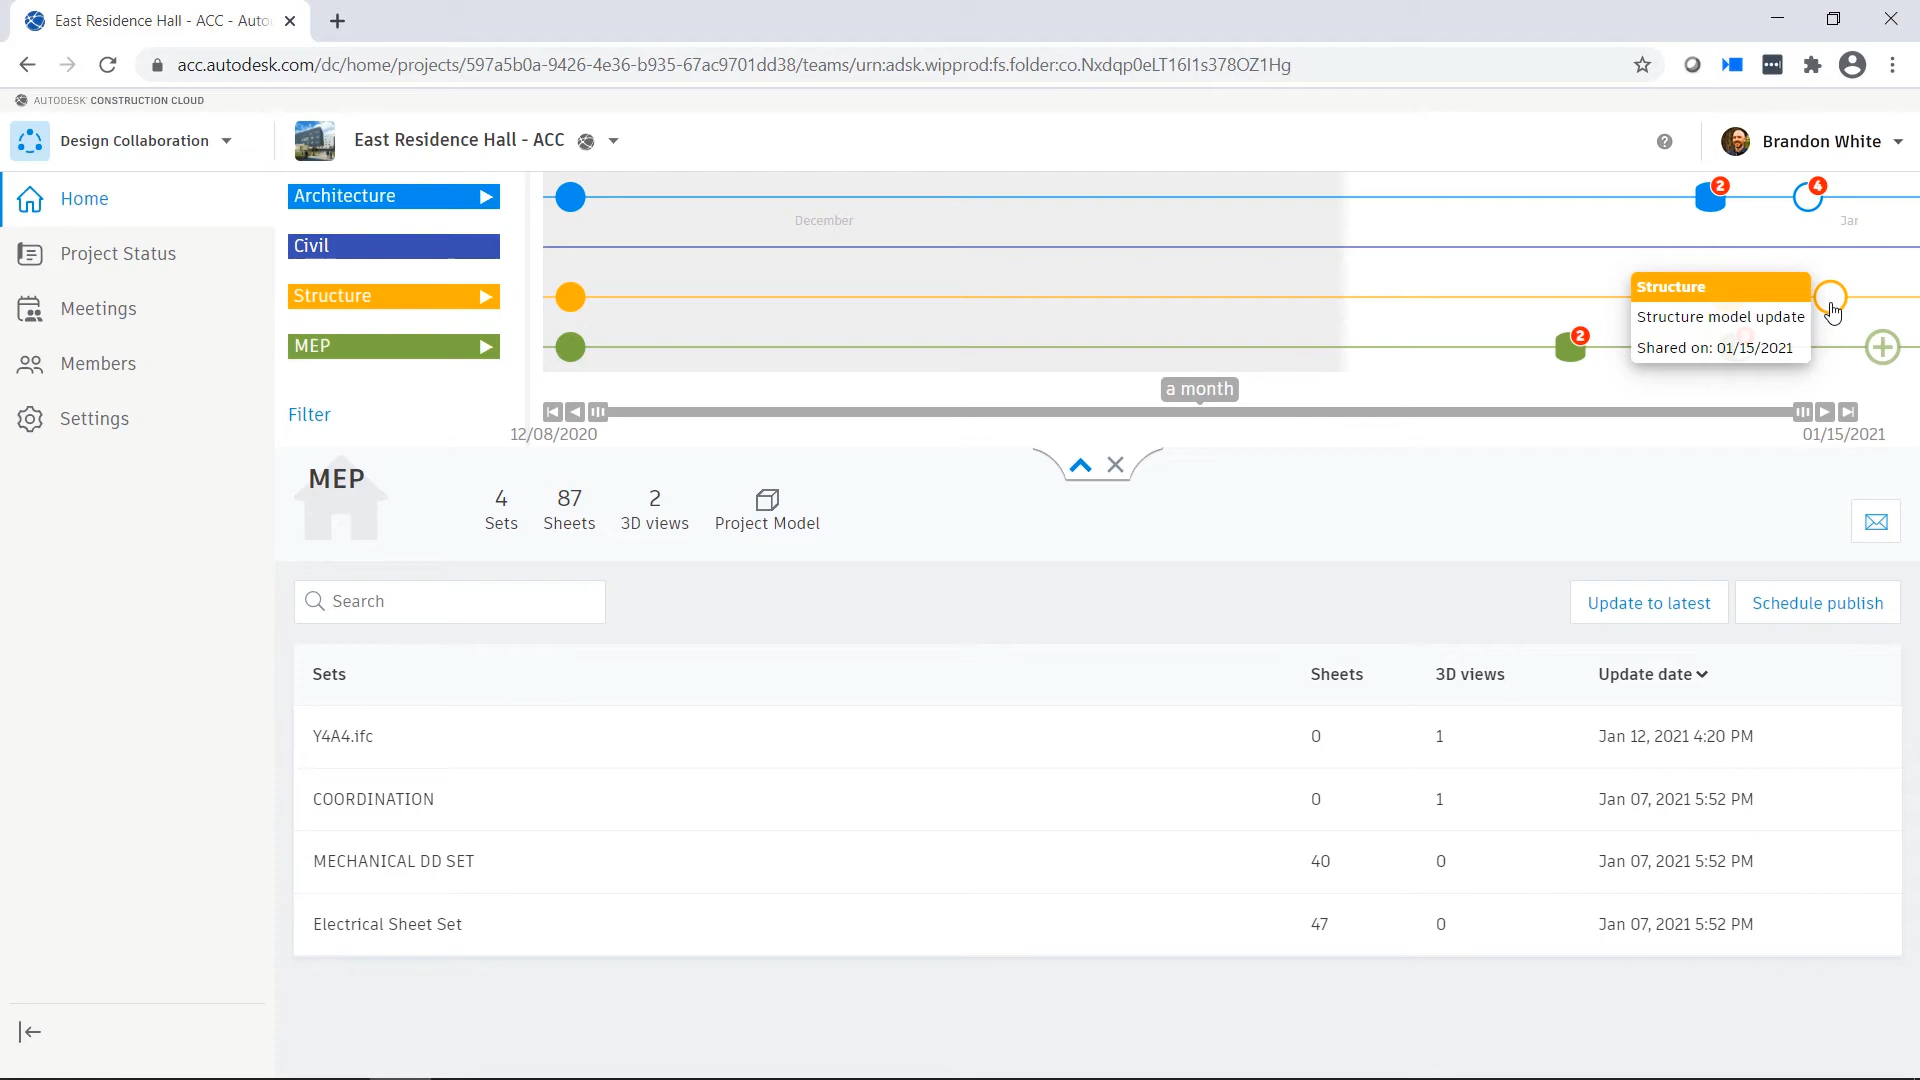 East Residence Hall - ACC - Auto
acc.autodesk.com/dc/home/projects/597a5b0a-9426-4e36-b935-67ac9701dd38/teams/urn:adsk.wipprod:fs.folder:co.Nxdqp0eLT16I1s378OZ1Hg
AUTODESK CONSTRUCTION CLOUD
Design Collaboration
East Residence Hall - ACC
Brandon White
Home
Project Status
Meetings
Members
Settings
Architecture
2
4
December
Jar
Civil
Structure
Structure
Structure model update
Shared on: 01/15/2021
MEP
2
a month
Filter
12/08/2020
01/15/2021
MEP
4
87
2
Sets
Sheets
3D views
Project Model
Search
Update to latest
Schedule publish
Sets
Sheets
3D views
Update date
Y4A4.ifc
0
1
Jan 12, 2021 4:20 PM
COORDINATION
0
1
Jan 07, 2021 5:52 PM
MECHANICAL DD SET
40
0
Jan 07, 2021 5:52 PM
Electrical Sheet Set
47
0
Jan 07, 2021 5:52 PM